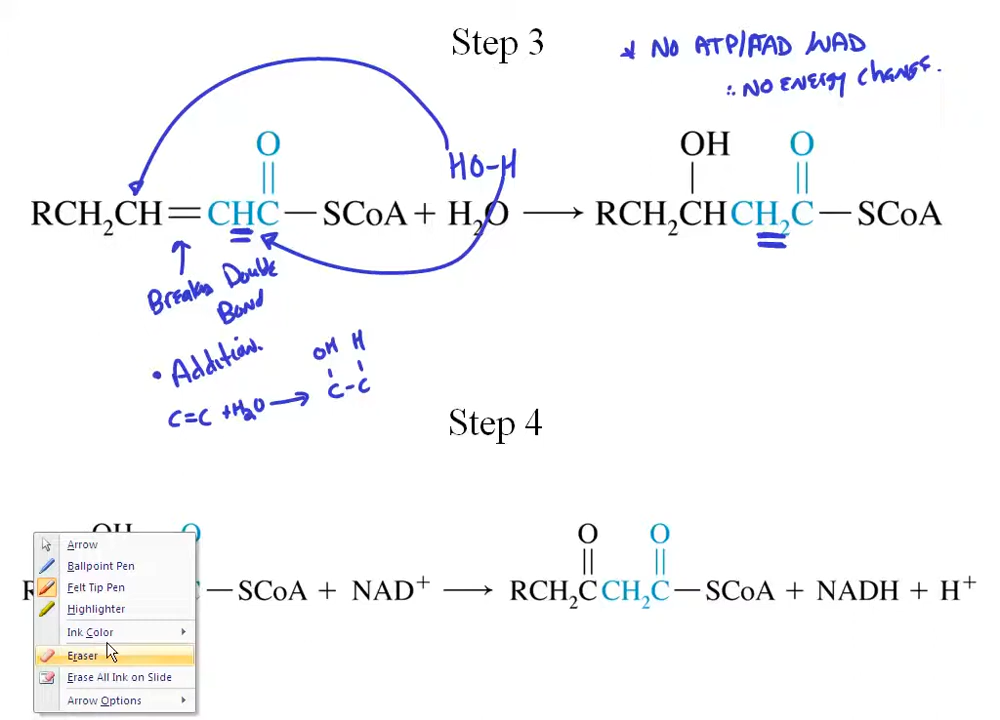 Step 3
* NO ATP/FAD NAD
∴ NO ENERGY CHANGE.
HO-H
O
RCH₂CH=CHC—SCoA + H₂O ⟶
OH O
RCH₂CHCH₂C—SCoA
Breaks Double
Bond
• Addition.
C=C + H₂O ⟶
OH H
C-C
Step 4
OH O
R C—SCoA + NAD⁺ ⟶
O O
RCH₂CCH₂C—SCoA + NADH + H⁺
Arrow
Ballpoint Pen
Felt Tip Pen
Highlighter
Ink Color
Eraser
Erase All Ink on Slide
Arrow Options